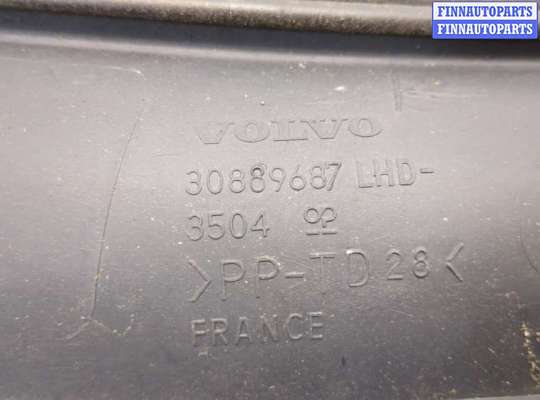 FINNAUTOPARTS
FINNAUTOPARTS
VOLVO
30889687 LHD-
3504
>PP-TD28<
FRANCE